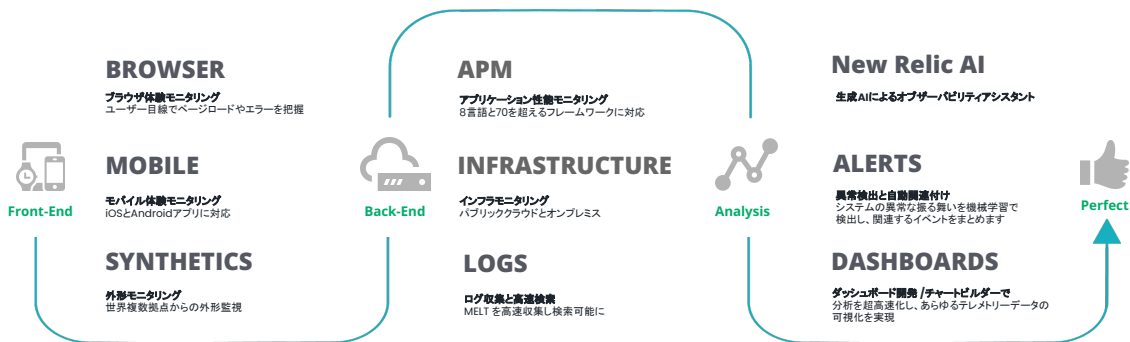 BROWSER
ブラウザ体験モニタリング
ユーザー目線でページロードやエラーを把握
MOBILE
モバイル体験モニタリング
iOSとAndroidアプリに対応
Front-End
SYNTHETICS
外形モニタリング
世界複数拠点からの外形監視
APM
アプリケーション性能モニタリング
8言語と70を超えるフレームワークに対応
INFRASTRUCTURE
インフラモニタリング
パブリッククラウドとオンプレミス
Back-End
LOGS
ログ収集と高速検索
MELT を高速収集し検索可能に
New Relic AI
生成AIによるオブザーバビリティアシスタント
ALERTS
異常検出と自動関連付け
システムの異常な振る舞いを機械学習で
検出し、関連するイベントをまとめます
Analysis
DASHBOARDS
ダッシュボード開発 /チャートビルダーで
分析を超高速化し、あらゆるテレメトリーデータの
可視化を実現
Perfect